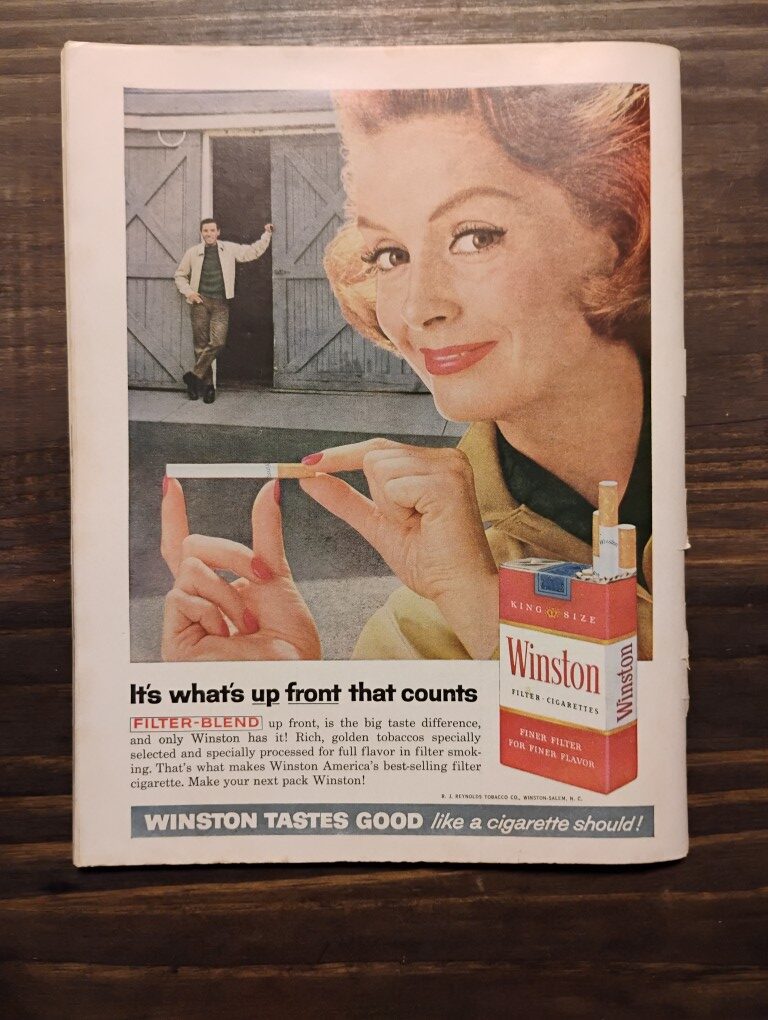 KING SIZE
Winston
FILTER-CIGARETTES
FINER FILTER
FOR FINER FLAVOR
Winston
It's what's up front that counts
FILTER-BLEND up front, is the big taste difference,
and only Winston has it! Rich, golden tobaccos specially
selected and specially processed for full flavor in filter smok-
ing. That's what makes Winston America's best-selling filter
cigarette. Make your next pack Winston!
R. J. REYNOLDS TOBACCO CO., WINSTON-SALEM, N. C.
WINSTON TASTES GOOD like a cigarette should!